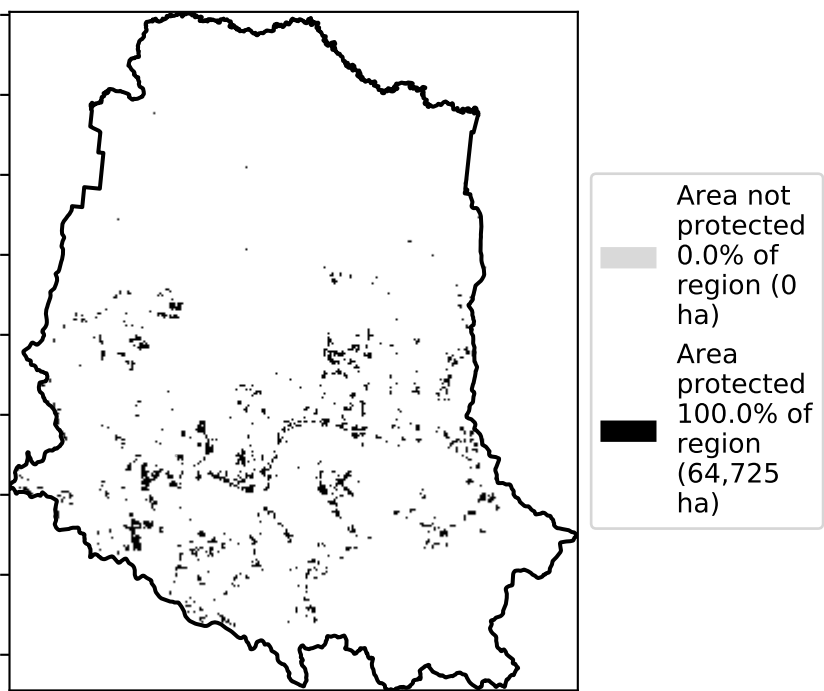 Area not
protected
0.0% of
region (0
ha)
Area
protected
100.0% of
region
(64,725
ha)